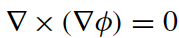 ∇ × (∇ϕ) = 0